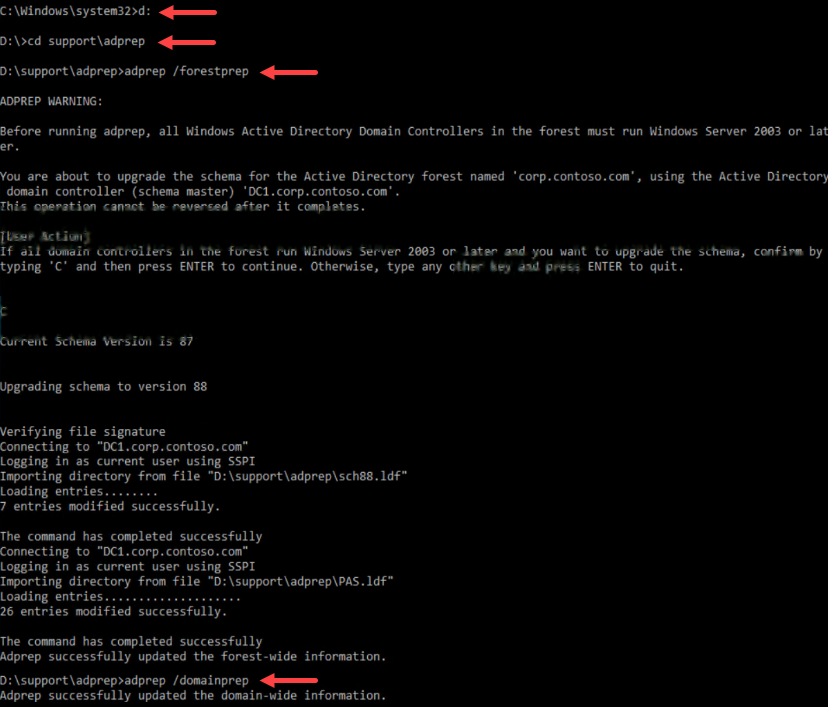 C:\Windows\system32>d:
D:\>cd support\adprep
D:\support\adprep>adprep /forestprep
ADPREP WARNING:
Before running adprep, all Windows Active Directory Domain Controllers in the forest must run Windows Server 2003 or lat
er.
You are about to upgrade the schema for the Active Directory forest named 'corp.contoso.com', using the Active Directory
domain controller (schema master) 'DC1.corp.contoso.com'.
This operation cannot be reversed after it completes.
[User Action]
If all domain controllers in the forest run Windows Server 2003 or later and you want to upgrade the schema, confirm by
typing 'C' and then press ENTER to continue. Otherwise, type any other key and press ENTER to quit.
C
Current Schema Version is 87
Upgrading schema to version 88
Verifying file signature
Connecting to "DC1.corp.contoso.com"
Logging in as current user using SSPI
Importing directory from file "D:\support\adprep\sch88.ldf"
Loading entries........
7 entries modified successfully.
The command has completed successfully
Connecting to "DC1.corp.contoso.com"
Logging in as current user using SSPI
Importing directory from file "D:\support\adprep\PAS.ldf"
Loading entries....................
26 entries modified successfully.
The command has completed successfully
Adprep successfully updated the forest-wide information.
D:\support\adprep>adprep /domainprep
Adprep successfully updated the domain-wide information.